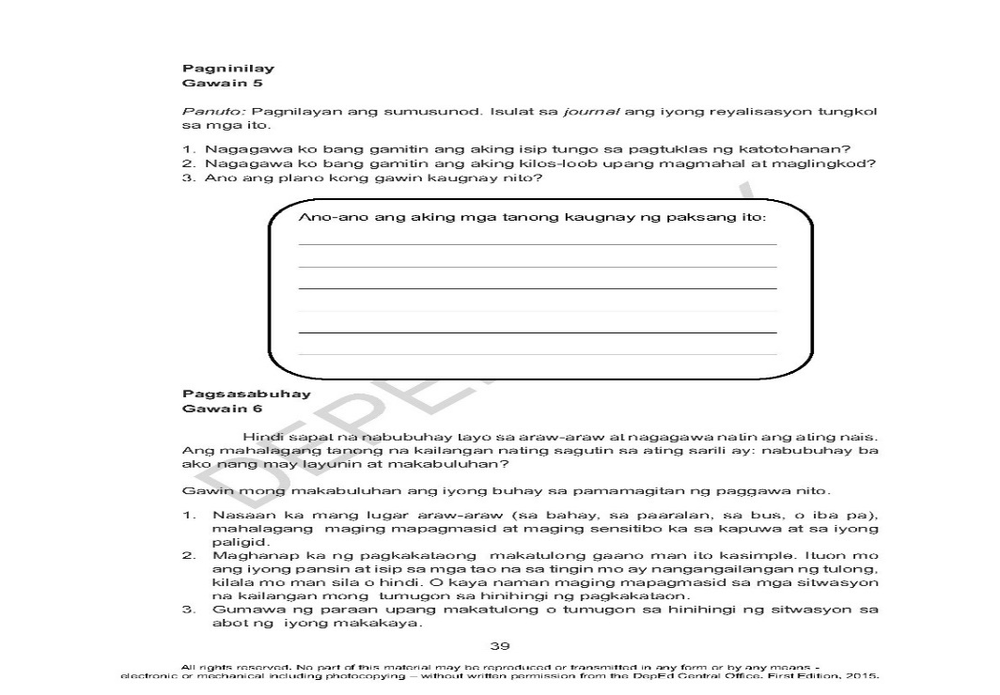 Pagninilay
Gawain 5
Panuto: Pagnilayan ang sumusunod. Isulat sa journal ang iyong reyalisasyon tungkol
sa mga ito.
1. Nagagawa ko bang gamitin ang aking isip tungo sa pagtuklas ng katotohanan?
2. Nagagawa ko bang gamitin ang aking kilos-loob upang magmahal at maglingkod?
3. Ano ang plano kong gawin kaugnay nito?
Ano-ano ang aking mga tanong kaugnay ng paksang ito:
Pagsasabuhay
Gawain 6
Hindi sapat na nabubuhay tayo sa araw-araw at nagagawa natin ang ating nais.
Ang mahalagang tanong na kailangan nating sagutin sa ating sarili ay: nabubuhay ba
ako nang may layunin at makabuluhan?
Gawin mong makabuluhan ang iyong buhay sa pamamagitan ng paggawa nito.
1. Nasaan ka mang lugar araw-araw (sa bahay, sa paaralan, sa bus, o iba pa),
mahalagang maging mapagmasid at maging sensitibo ka sa kapuwa at sa iyong
paligid.
2. Maghanap ka ng pagkakataong makatulong gaano man ito kasimple. Ituon mo
ang iyong pansin at isip sa mga tao na sa tingin mo ay nangangailangan ng tulong,
kilala mo man sila o hindi. O kaya naman maging mapagmasid sa mga sitwasyon
na kailangan mong tumugon sa hinihingi ng pagkakataon.
3. Gumawa ng paraan upang makatulong o tumugon sa hinihingi ng sitwasyon sa
abot ng iyong makakaya.
39
All rights reserved. No part of this material may be reproduced or transmitted in any form or by any means -
electronic or mechanical including photocopying – without written permission from the DepEd Central Office. First Edition, 2015.